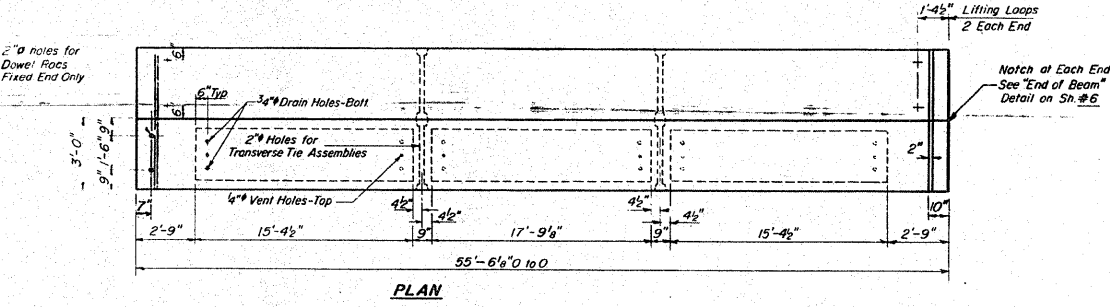 1'-4½" Lifting Loops
2 Each End
2"ø holes for
Dowel Rods
Fixed End Only
6"
Notch at Each End
See "End of Beam"
Detail on Sh. #6
6" Typ
¾"ø Drain Holes-Bott.
6"
3'-0"
9" 1'-6" 9"
2"ø Holes for
Transverse Tie Assemblies
2"
¼"ø Vent Holes-Top
7"
4½"
4½"
4½"
4½"
10"
2'-9"
15'-4½"
9"
17'-9⅛"
9"
15'-4½"
2'-9"
55'-6⅛" O to O
PLAN